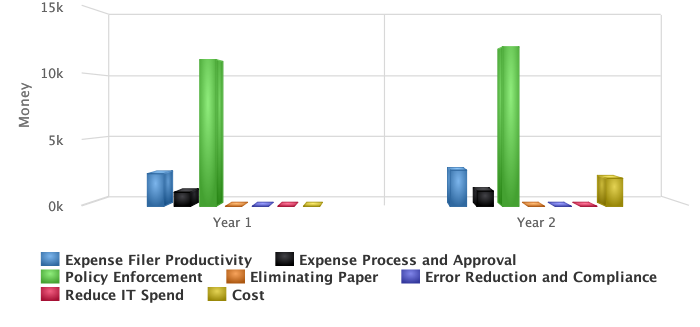 15k
10k
5k
0k
Money
Year 1 Year 2
Expense Filer Productivity Expense Process and Approval
Policy Enforcement Eliminating Paper Error Reduction and Compliance
Reduce IT Spend Cost